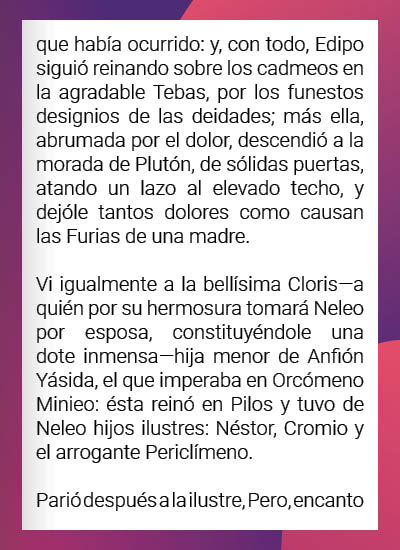 que había ocurrido: y, con todo, Edipo
siguió reinando sobre los cadmeos en
la agradable Tebas, por los funestos
designios de las deidades; más ella,
abrumada por el dolor, descendió a la
morada de Plutón, de sólidas puertas,
atando un lazo al elevado techo, y
dejóle tantos dolores como causan
las Furias de una madre.

Vi igualmente a la bellísima Cloris—a
quién por su hermosura tomará Neleo
por esposa, constituyéndole una
dote inmensa—hija menor de Anfión
Yásida, el que imperaba en Orcómeno
Minieo: ésta reinó en Pilos y tuvo de
Neleo hijos ilustres: Néstor, Cromio y
el arrogante Periclímeno.

Parió después a la ilustre, Pero, encanto